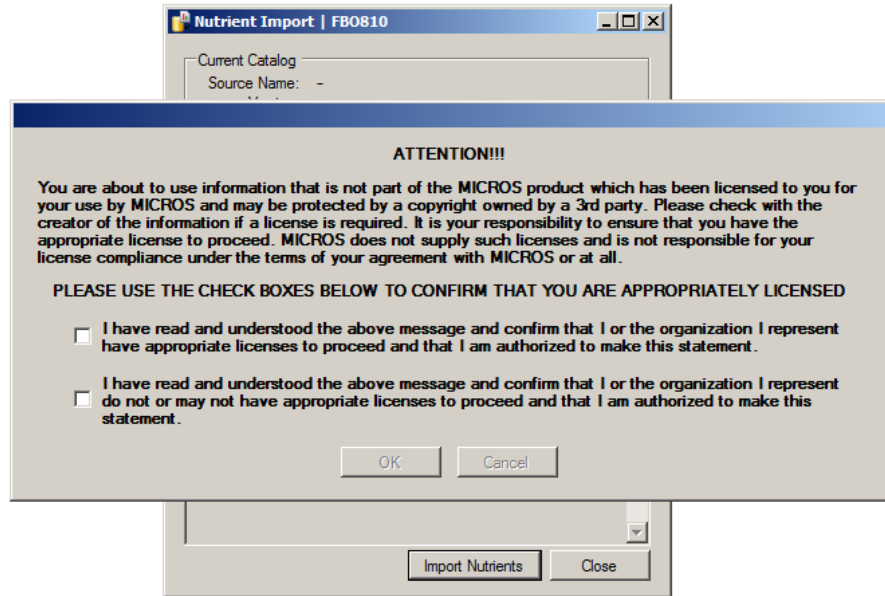 Nutrient Import | FBO810
Current Catalog
Source Name: -
ATTENTION!!!
You are about to use information that is not part of the MICROS product which has been licensed to you for
your use by MICROS and may be protected by a copyright owned by a 3rd party. Please check with the
creator of the information if a license is required. It is your responsibility to ensure that you have the
appropriate license to proceed. MICROS does not supply such licenses and is not responsible for your
license compliance under the terms of your agreement with MICROS or at all.
PLEASE USE THE CHECK BOXES BELOW TO CONFIRM THAT YOU ARE APPROPRIATELY LICENSED
I have read and understood the above message and confirm that I or the organization I represent
have appropriate licenses to proceed and that I am authorized to make this statement.
I have read and understood the above message and confirm that I or the organization I represent
do not or may not have appropriate licenses to proceed and that I am authorized to make this
statement.
OK Cancel
Import Nutrients Close